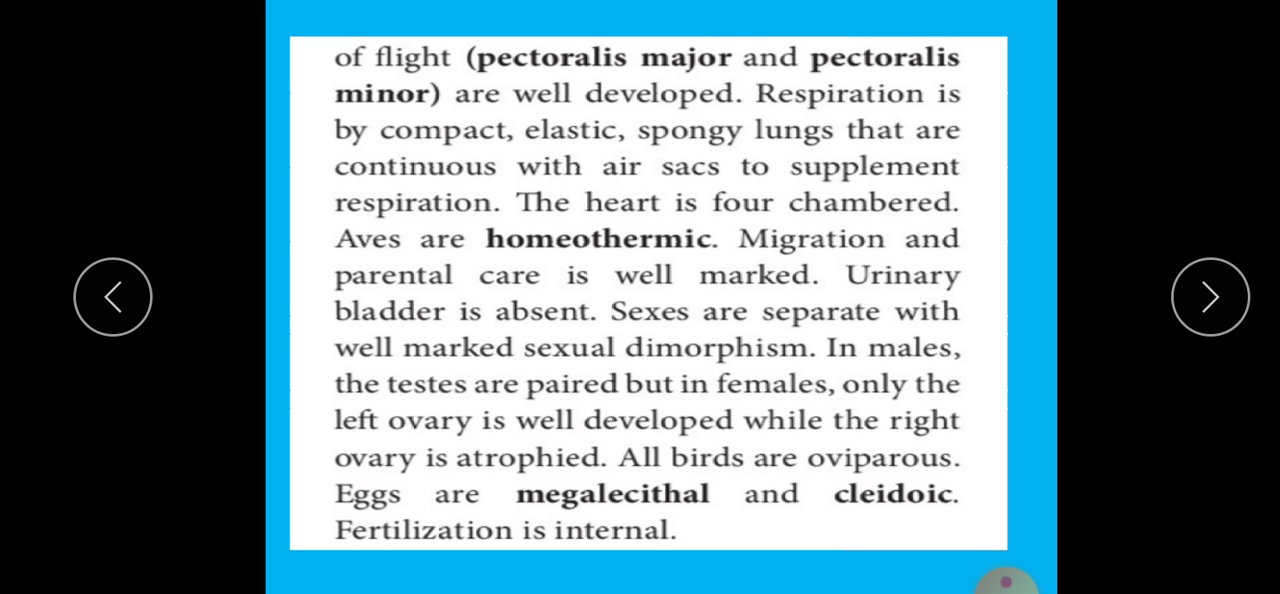 of flight (pectoralis major and pectoralis
minor) are well developed. Respiration is
by compact, elastic, spongy lungs that are
continuous with air sacs to supplement
respiration. The heart is four chambered.
Aves are homeothermic. Migration and
parental care is well marked. Urinary
bladder is absent. Sexes are separate with
well marked sexual dimorphism. In males,
the testes are paired but in females, only the
left ovary is well developed while the right
ovary is atrophied. All birds are oviparous.
Eggs are megalecithal and cleidoic.
Fertilization is internal.